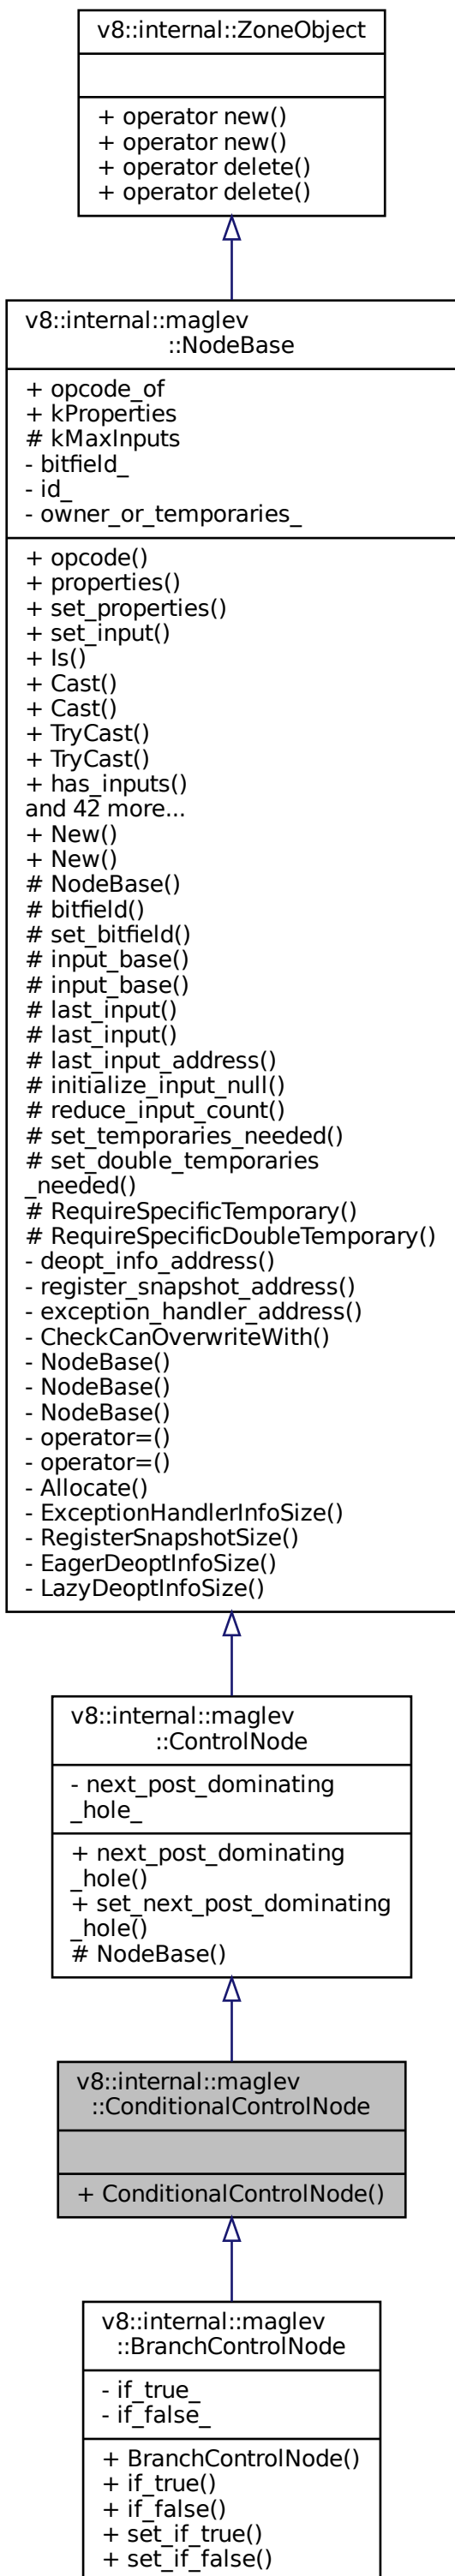 v8::internal::ZoneObject
+ operator new()
+ operator new()
+ operator delete()
+ operator delete()
v8::internal::maglev
::NodeBase
+ opcode_of
+ kProperties
# kMaxInputs
- bitfield_
- id_
- owner_or_temporaries_
+ opcode()
+ properties()
+ set_properties()
+ set_input()
+ Is()
+ Cast()
+ Cast()
+ TryCast()
+ TryCast()
+ has_inputs()
and 42 more...
+ New()
+ New()
# NodeBase()
# bitfield()
# set_bitfield()
# input_base()
# input_base()
# last_input()
# last_input()
# last_input_address()
# initialize_input_null()
# reduce_input_count()
# set_temporaries_needed()
# set_double_temporaries
_needed()
# RequireSpecificTemporary()
# RequireSpecificDoubleTemporary()
- deopt_info_address()
- register_snapshot_address()
- exception_handler_address()
- CheckCanOverwriteWith()
- NodeBase()
- NodeBase()
- NodeBase()
- operator=()
- operator=()
- Allocate()
- ExceptionHandlerInfoSize()
- RegisterSnapshotSize()
- EagerDeoptInfoSize()
- LazyDeoptInfoSize()
v8::internal::maglev
::ControlNode
- next_post_dominating
_hole_
+ next_post_dominating
_hole()
+ set_next_post_dominating
_hole()
# NodeBase()
v8::internal::maglev
::ConditionalControlNode
+ ConditionalControlNode()
v8::internal::maglev
::BranchControlNode
- if_true_
- if_false_
+ BranchControlNode()
+ if_true()
+ if_false()
+ set_if_true()
+ set_if_false()